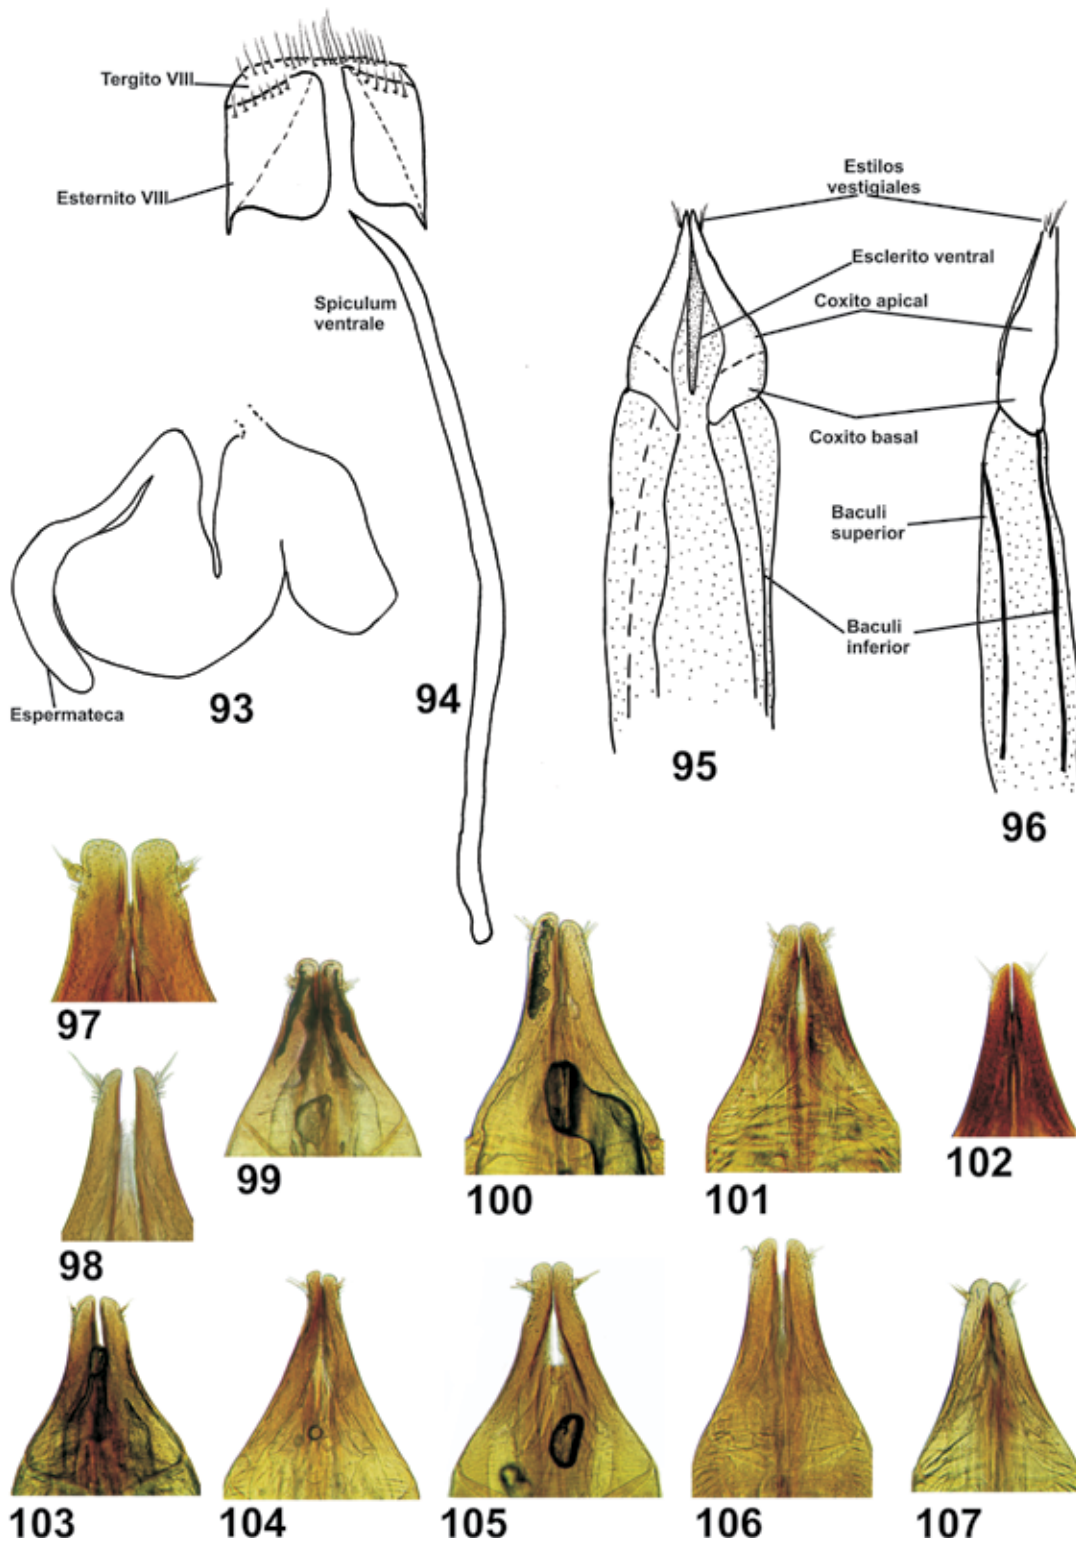 Tergito VIII
Esternito VIII
Spiculum
ventrale
Espermateca
93
94
Estilos
vestigiales
Esclerito ventral
Coxito apical
Coxito basal
Baculi
superior
Baculi
inferior
95
96
97
98
99
100
101
102
103
104
105
106
107